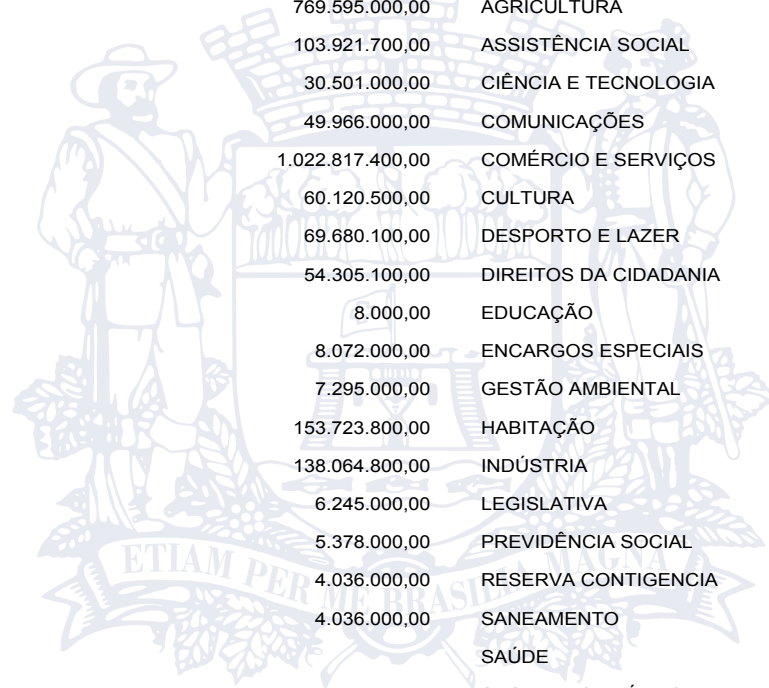 769.595.000,00 AGRICULTURA
103.921.700,00 ASSISTÊNCIA SOCIAL
30.501.000,00 CIÊNCIA E TECNOLOGIA
49.966.000,00 COMUNICAÇÕES
1.022.817.400,00 COMÉRCIO E SERVIÇOS
60.120.500,00 CULTURA
69.680.100,00 DESPORTO E LAZER
54.305.100,00 DIREITOS DA CIDADANIA
8.000,00 EDUCAÇÃO
8.072.000,00 ENCARGOS ESPECIAIS
7.295.000,00 GESTÃO AMBIENTAL
153.723.800,00 HABITAÇÃO
138.064.800,00 INDÚSTRIA
6.245.000,00 LEGISLATIVA
5.378.000,00 PREVIDÊNCIA SOCIAL
ETIAM PER ME BRASILIA MAGNA
4.036.000,00 RESERVA CONTIGENCIA
4.036.000,00 SANEAMENTO
SAÚDE